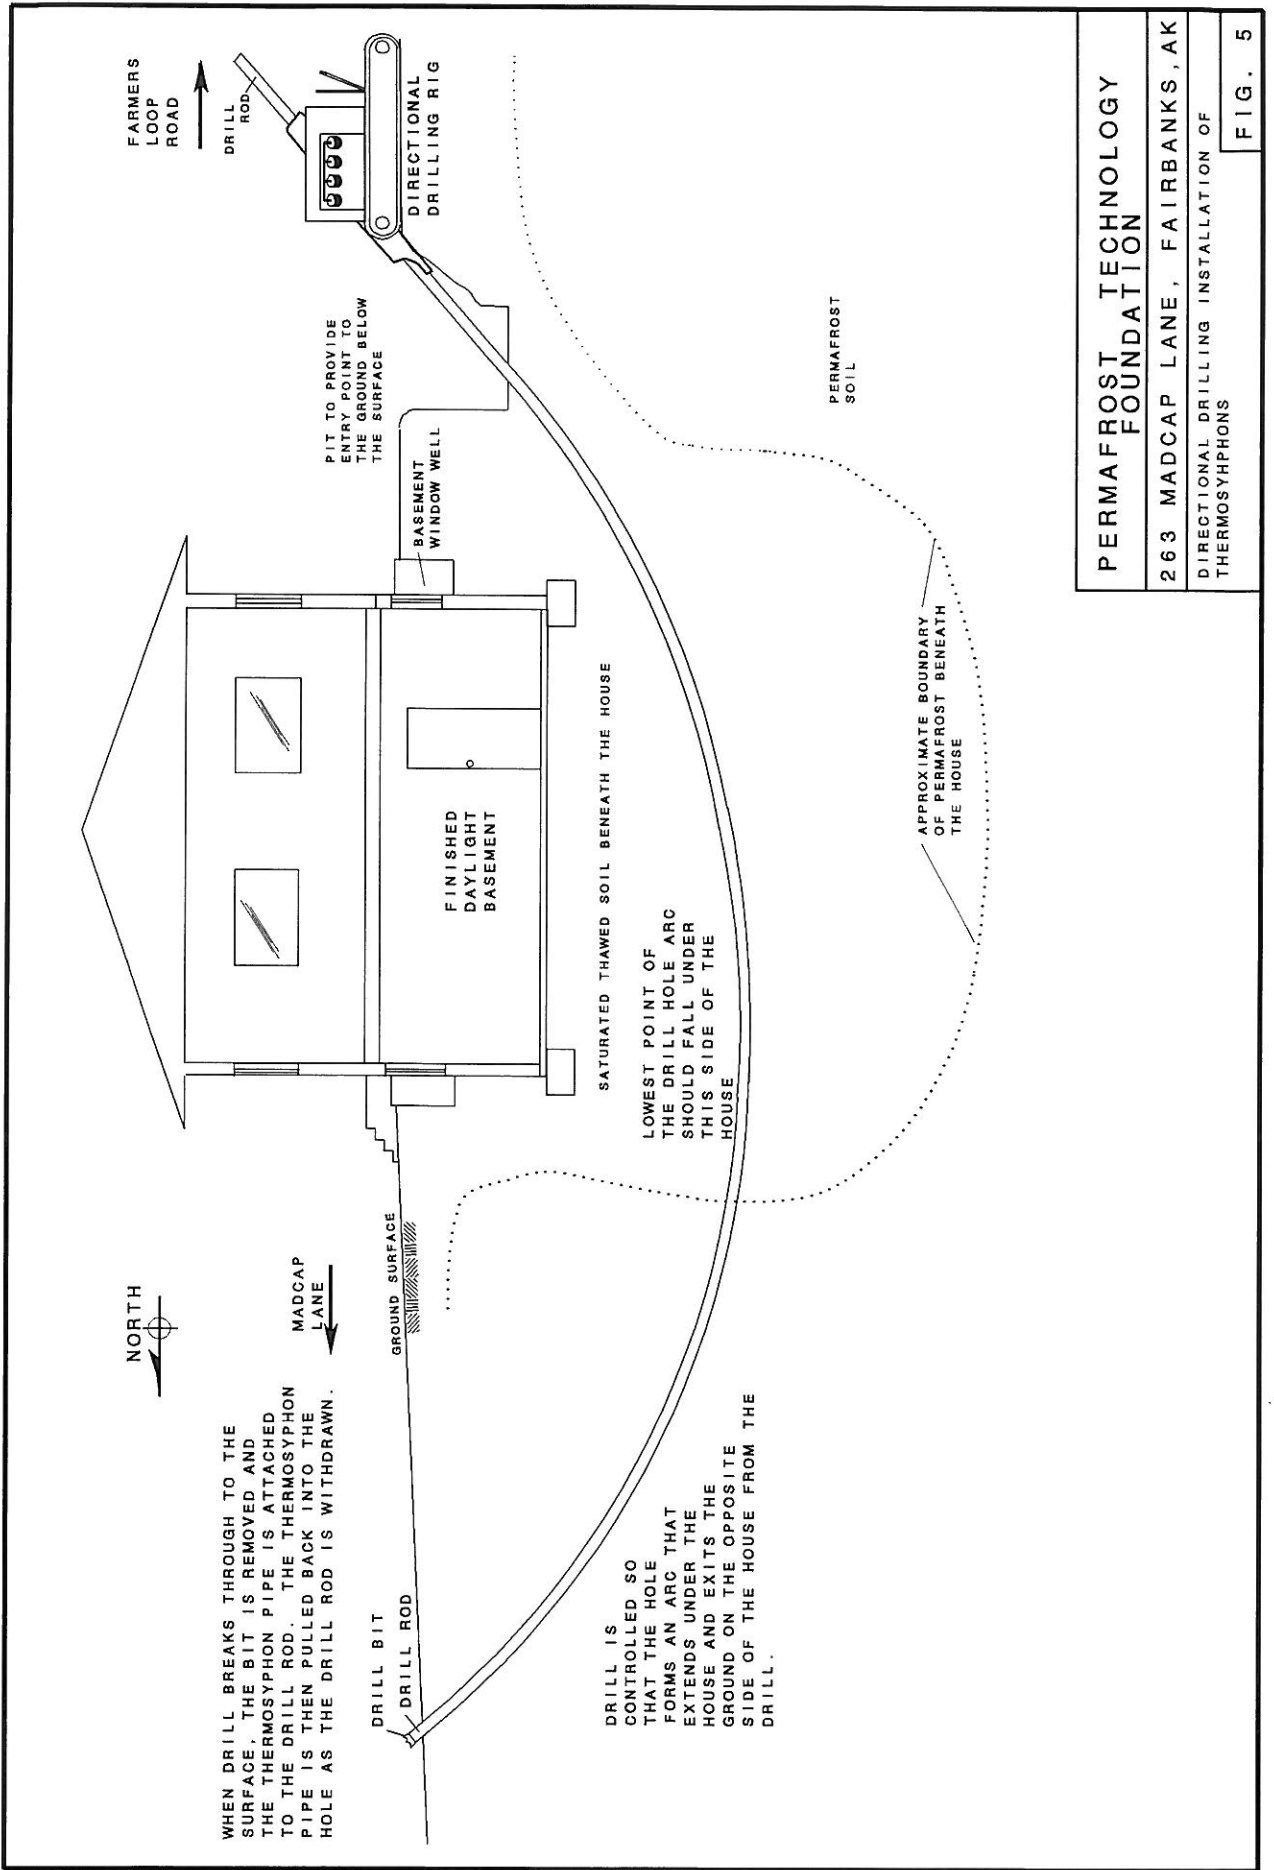 WHEN DRILL BREAKS THROUGH TO THE
SURFACE, THE BIT IS REMOVED AND
THE THERMOSYPHON PIPE IS ATTACHED
TO THE DRILL ROD. THE THERMOSYPHON
PIPE IS THEN PULLED BACK INTO THE
HOLE AS THE DRILL ROD IS WITHDRAWN.
NORTH
MADCAP
LANE
FARMERS
LOOP
ROAD
DRILL
ROD
DIRECTIONAL
DRILLING RIG
PIT TO PROVIDE
ENTRY POINT TO
THE GROUND BELOW
THE SURFACE
BASEMENT
WINDOW WELL
GROUND SURFACE
DRILL BIT
DRILL ROD
FINISHED
DAYLIGHT
BASEMENT
SATURATED THAWED SOIL BENEATH THE HOUSE
LOWEST POINT OF
THE DRILL HOLE ARC
SHOULD FALL UNDER
THIS SIDE OF THE
HOUSE
DRILL IS
CONTROLLED SO
THAT THE HOLE
FORMS AN ARC THAT
EXTENDS UNDER THE
HOUSE AND EXITS THE
GROUND ON THE OPPOSITE
SIDE OF THE HOUSE FROM THE
DRILL.
PERMAFROST
SOIL
APPROXIMATE BOUNDARY
OF PERMAFROST BENEATH
THE HOUSE
PERMAFROST TECHNOLOGY
FOUNDATION
263 MADCAP LANE, FAIRBANKS, AK
DIRECTIONAL DRILLING INSTALLATION OF
THERMOSYHPHONS
FIG. 5